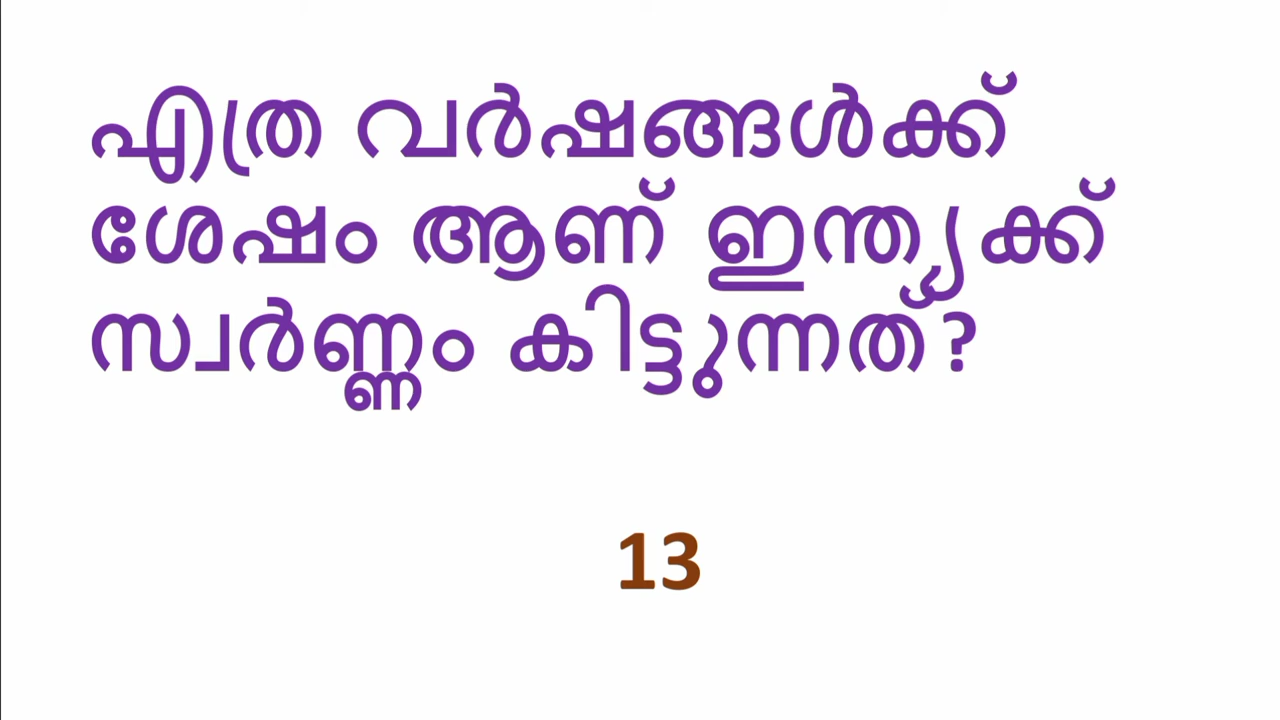 എത്ര വർഷങ്ങൾക്ക്
ശേഷം ആണ് ഇന്ത്യക്ക്
സ്വർണ്ണം കിട്ടുന്നത്?
13